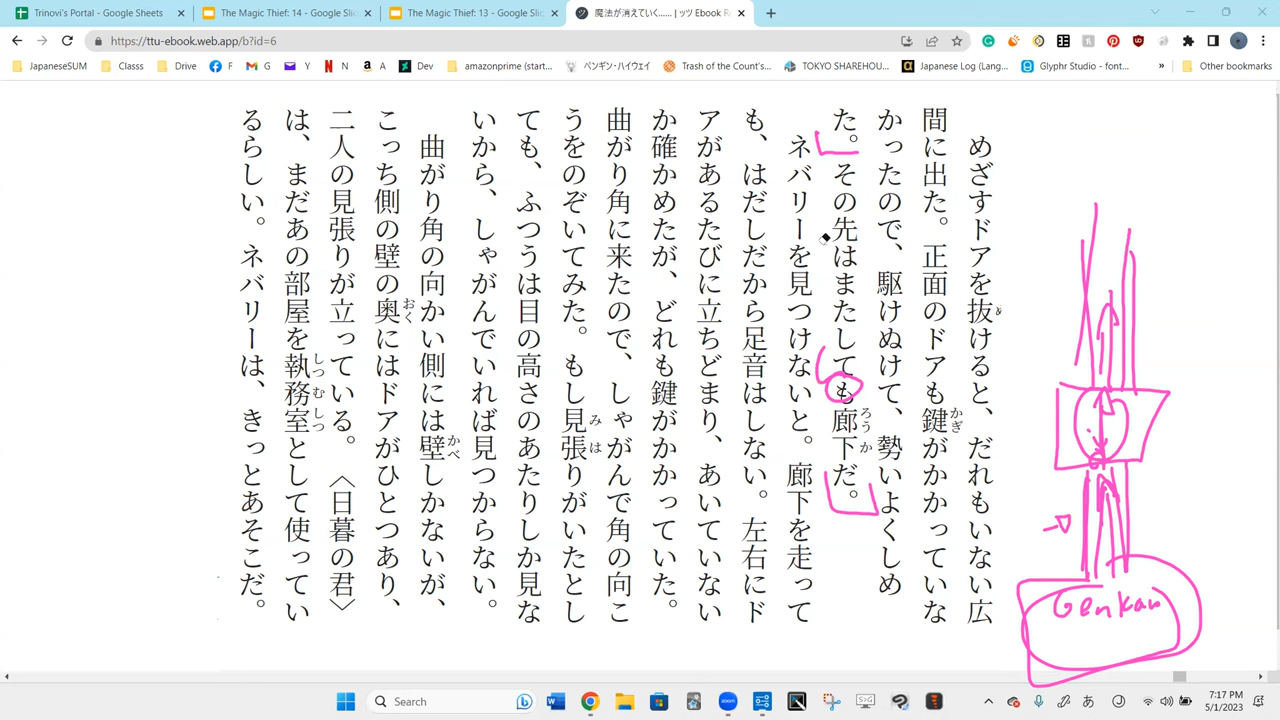 Trinovi's Portal - Google Sheets
The Magic Thief: 14 - Google Slid
The Magic Thief: 13 - Google Slid
魔法が消えていく…… | ッツ Ebook Re
https://ttu-ebook.web.app/b?id=6
JapaneseSUM
Classs
Drive
F
G
Y
N
A
Dev
amazonprime (start...
ペンギン・ハイウェイ
Trash of the Count's...
TOKYO SHAREHOU...
Japanese Log (Lang...
Glyphr Studio - font...
»
Other bookmarks
めざすドアを抜けると、だれもいない広
間に出た。正面のドアも鍵がかかっていな
かったので、駆けぬけて、勢いよくしめ
た。その先はまたしても廊下だ。
ネバリーを見つけないと。廊下を走って
も、はだしだから足音はしない。左右にド
アがあるたびに立ちどまり、あいていない
か確かめたが、どれも鍵がかかっていた。
曲がり角に来たので、しゃがんで角の向こ
うをのぞいてみた。もし見張りがいたとし
ても、ふつうは目の高さのあたりしか見な
いから、しゃがんでいれば見つからない。
曲がり角の向かい側には壁しかないが、
こっち側の壁の奥にはドアがひとつあり、
二人の見張りが立っている。〈日暮の君〉
は、まだあの部屋を執務室として使ってい
るらしい。ネバリーは、きっとあそこだ。
Genkan
Search
7:17 PM
5/1/2023